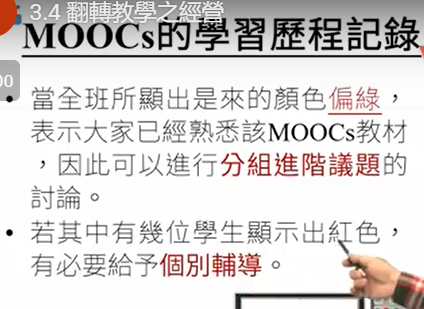 3.4 翻轉教學之經營
MOOCs的學習歷程記錄
00
• 當全班所顯出是來的顏色偏綠，
表示大家已經熟悉該MOOCs教材
，因此可以進行分組進階議題的
討論。
• 若其中有幾位學生顯示出紅色，
有必要給予個別輔導。